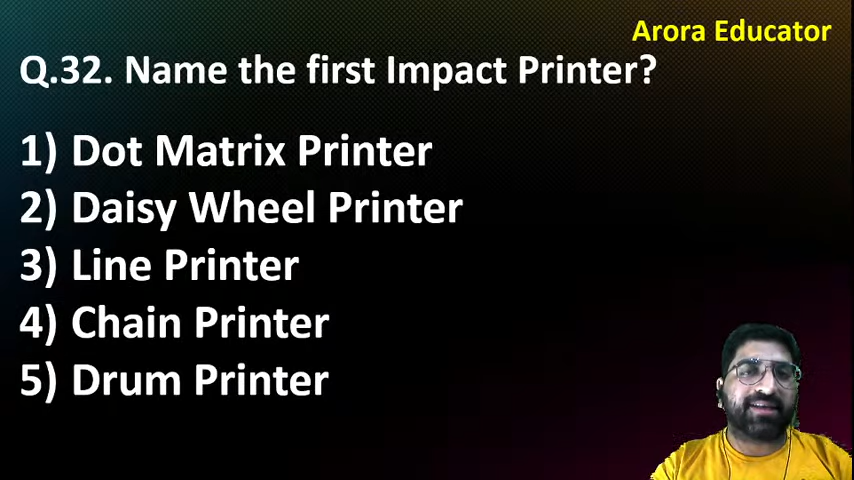 Arora Educator
Q.32. Name the first Impact Printer?
1) Dot Matrix Printer
2) Daisy Wheel Printer
3) Line Printer
4) Chain Printer
5) Drum Printer